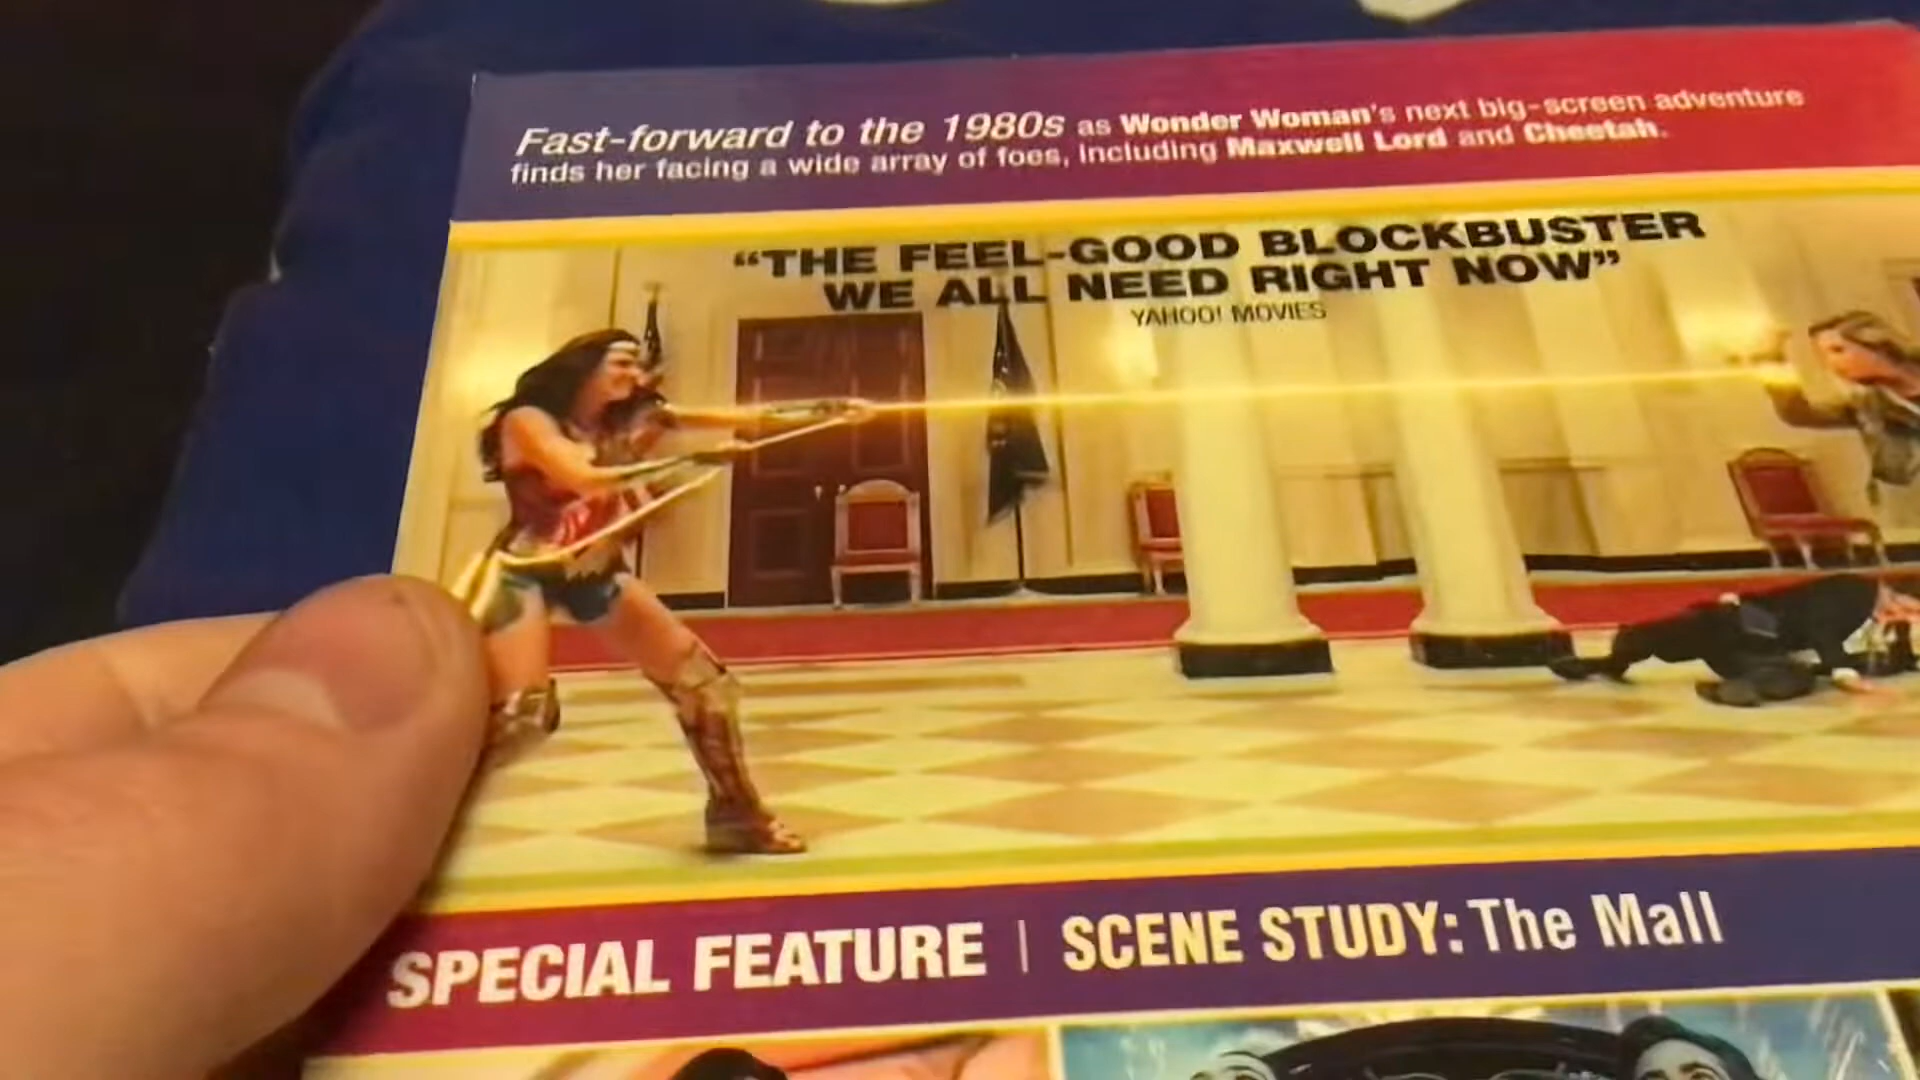 Fast-forward to the 1980s as Wonder Woman's next big-screen adventure
finds her facing a wide array of foes, including Maxwell Lord and Cheetah.
“THE FEEL-GOOD BLOCKBUSTER
WE ALL NEED RIGHT NOW”
YAHOO! MOVIES
SPECIAL FEATURE | SCENE STUDY: The Mall